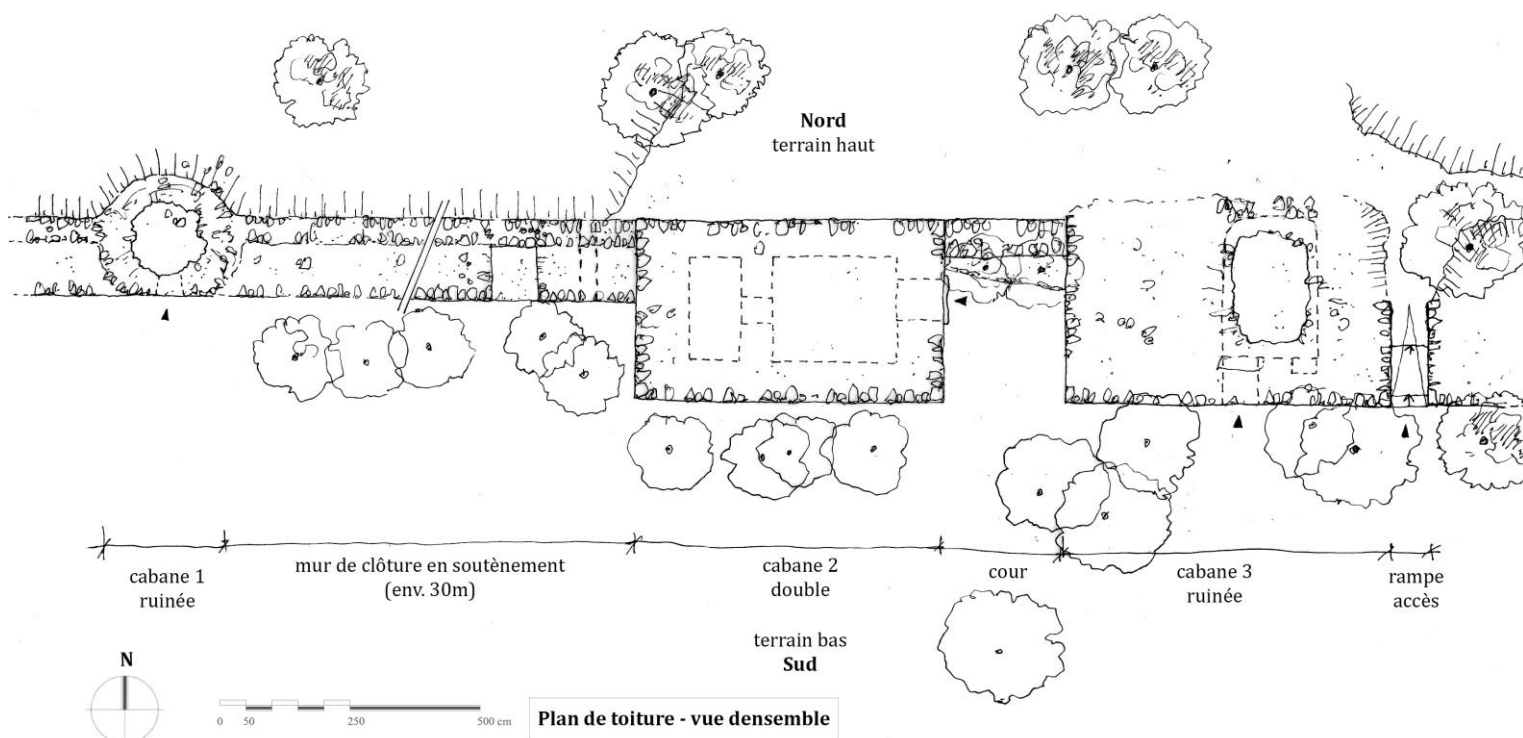 Nord
terrain haut
cabane 1
ruinée
mur de clôture en soutènement
(env. 30m)
cabane 2
double
cour
cabane 3
ruinée
rampe
accès
terrain bas
Sud
N
0 50 250 500 cm
Plan de toiture - vue densemble